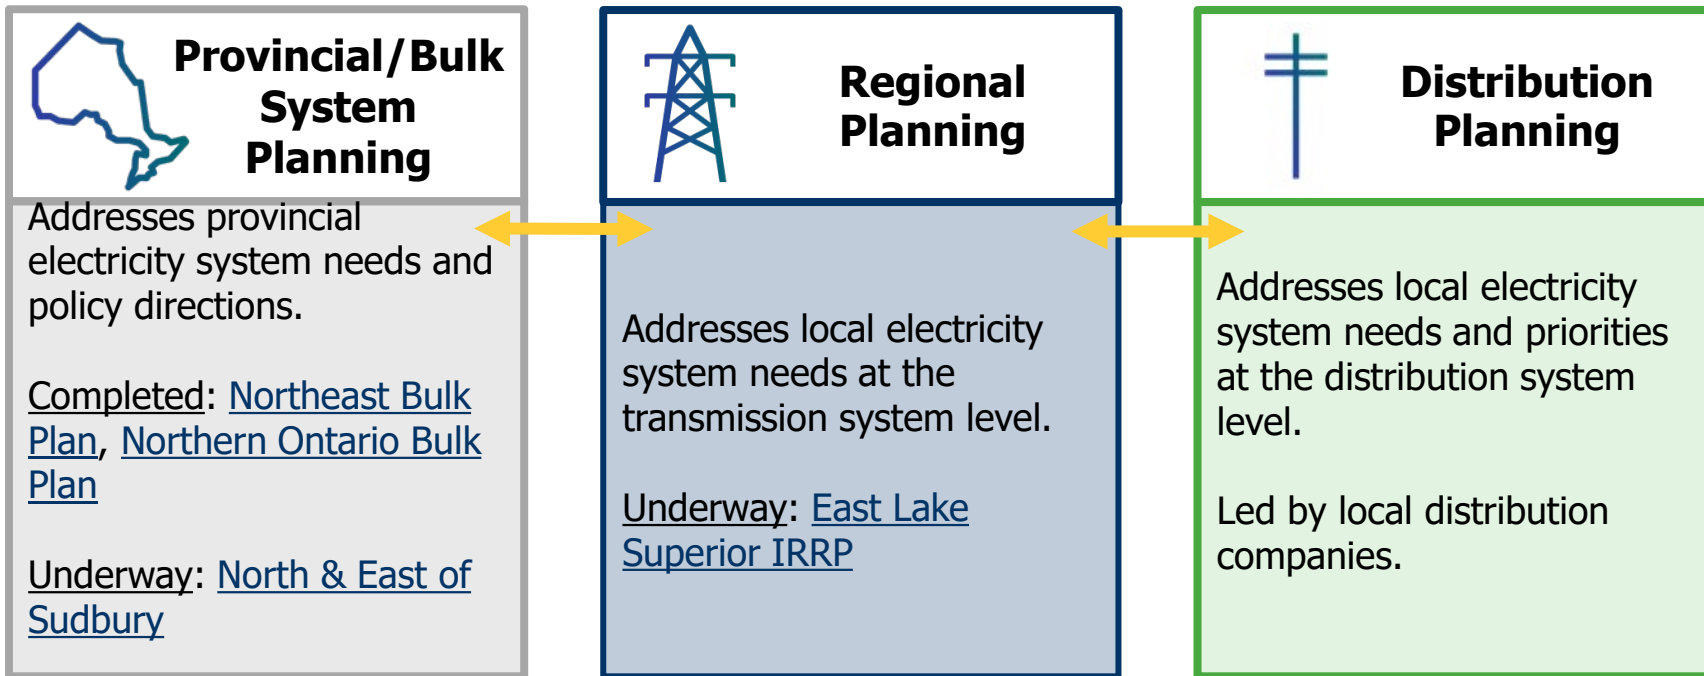 Provincial/Bulk
System
Planning
Addresses provincial
electricity system needs and
policy directions.
Completed: Northeast Bulk
Plan, Northern Ontario Bulk
Plan
Underway: North & East of
Sudbury
Regional
Planning
Addresses local electricity
system needs at the
transmission system level.
Underway: East Lake
Superior IRRP
Distribution
Planning
Addresses local electricity
system needs and priorities
at the distribution system
level.
Led by local distribution
companies.